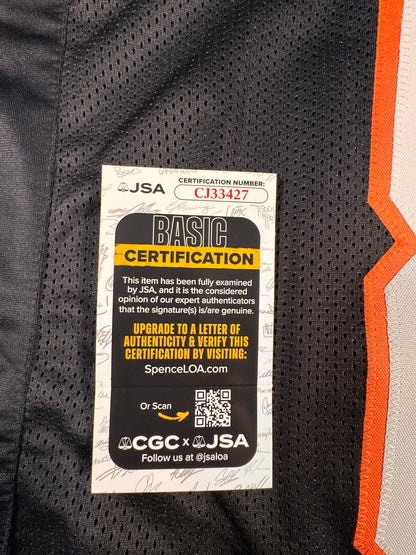 JSA
CERTIFICATION NUMBER:
CJ33427
BASIC
CERTIFICATION
This item has been fully examined
by JSA, and it is the considered
opinion of our expert authenticators
that the signature(s) is/are genuine.
UPGRADE TO A LETTER OF
AUTHENTICITY & VERIFY THIS
CERTIFICATION BY VISITING:
SpenceLOA.com
Or Scan
CGC x JSA
Follow us at @jsaloa